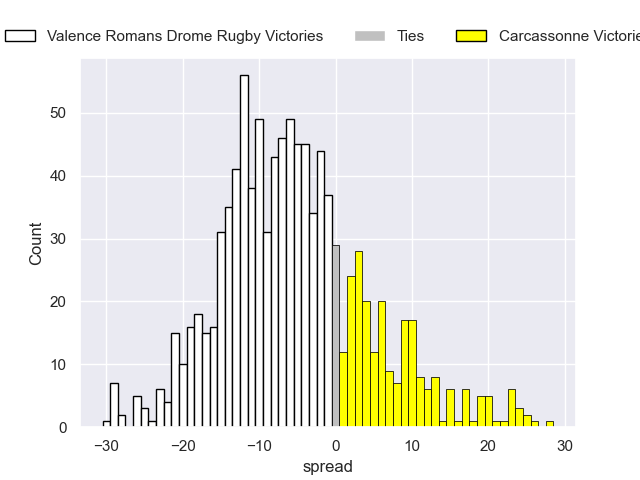 Valence Romans Drome Rugby Victories Ties Carcassonne Victorie
50
40
30
20
10
0
Count
−30 −20 −10 0 10 20 30
spread